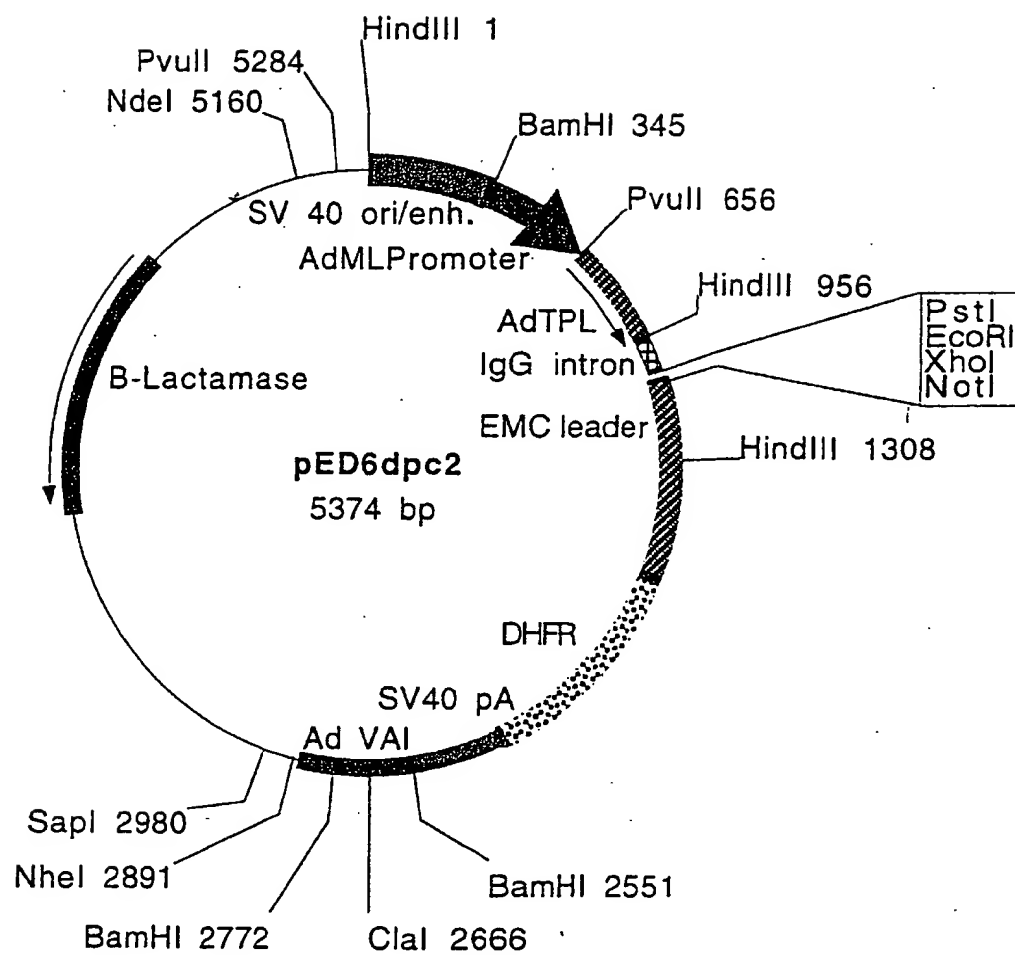 HindIII 1
PvuII 5284
NdeI 5160
BamHI 345
PvuII 656
SV 40 ori/enh.
AdMLPromoter
HindIII 956
AdTPL
IgG intron
PstI
EcoRI
XhoI
NotI
B-Lactamase
EMC leader
HindIII 1308
pED6dpc2
5374 bp
DHFR
SV40 pA
Ad VAI
SapI 2980
NheI 2891
BamHI 2551
BamHI 2772
ClaI 2666